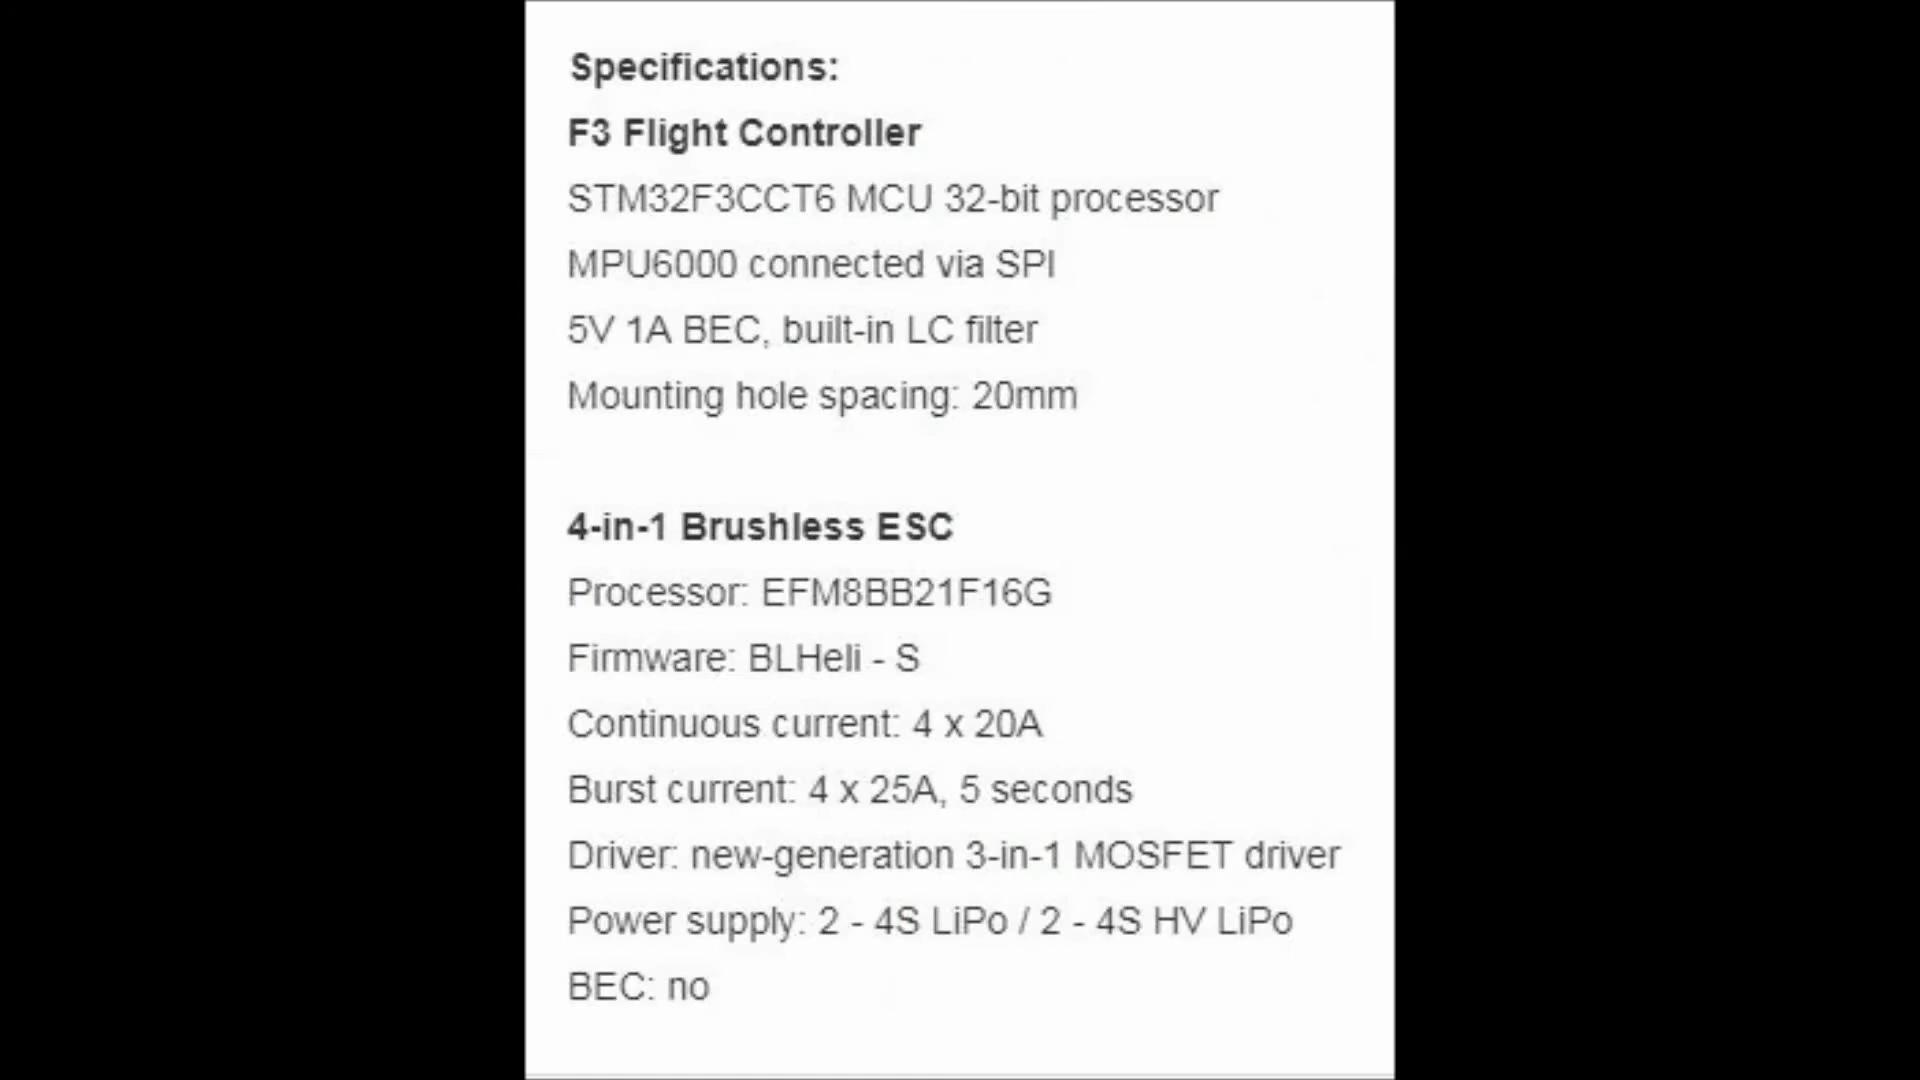 Specifications:
F3 Flight Controller
STM32F3CCT6 MCU 32-bit processor
MPU6000 connected via SPI
5V 1A BEC, built-in LC filter
Mounting hole spacing: 20mm
4-in-1 Brushless ESC
Processor: EFM8BB21F16G
Firmware: BLHeli - S
Continuous current: 4 x 20A
Burst current: 4 x 25A, 5 seconds
Driver: new-generation 3-in-1 MOSFET driver
Power supply: 2 - 4S LiPo / 2 - 4S HV LiPo
BEC: no